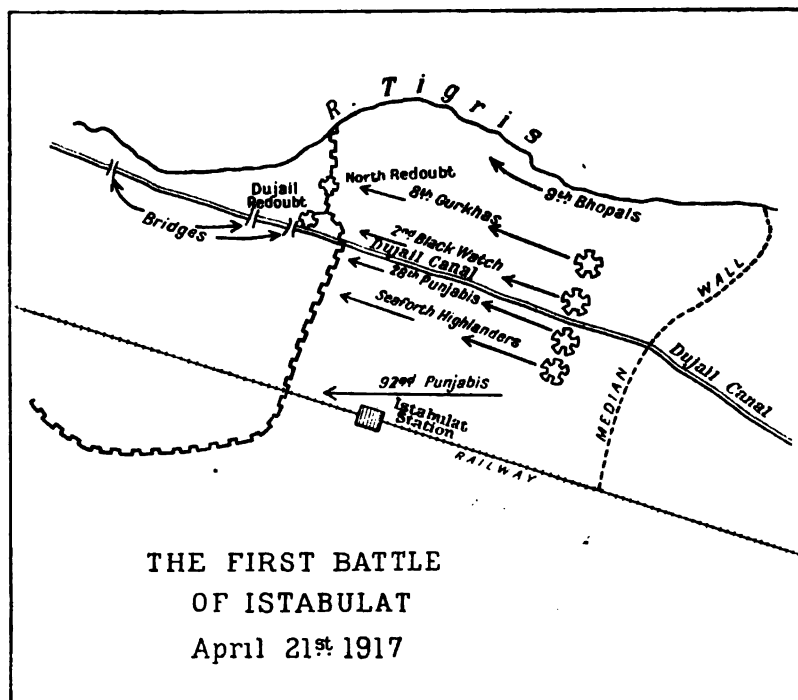 R. Tigris
North Redoubt
Dujail
Redoubt
8th Gurkhas
9th Bhopals
Bridges
2nd Black Watch
Dujail Canal
28th Punjabis
Seaforth Highlanders
WALL
MEDIAN
Dujail Canal
92nd Punjabis
Istabulat
Station
RAILWAY
THE FIRST BATTLE
OF ISTABULAT
April 21st 1917